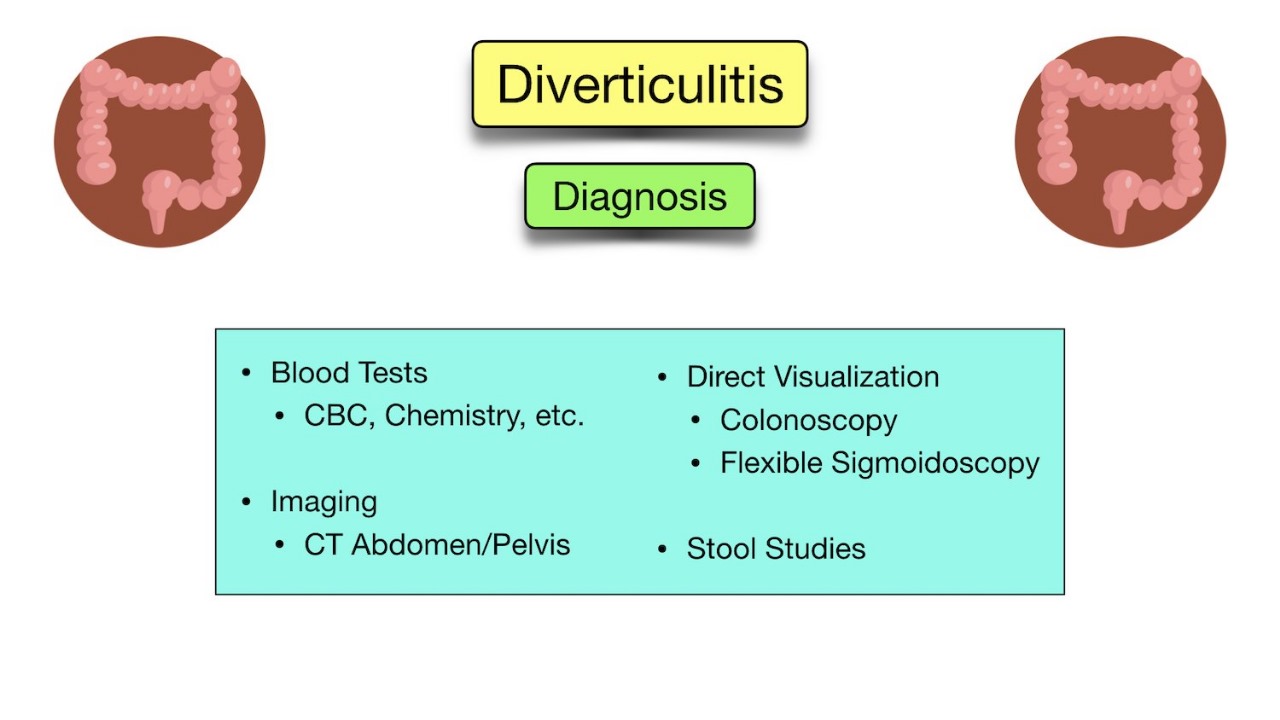 Diverticulitis
Diagnosis
• Blood Tests
• CBC, Chemistry, etc.
• Imaging
• CT Abdomen/Pelvis
• Direct Visualization
• Colonoscopy
• Flexible Sigmoidoscopy
• Stool Studies